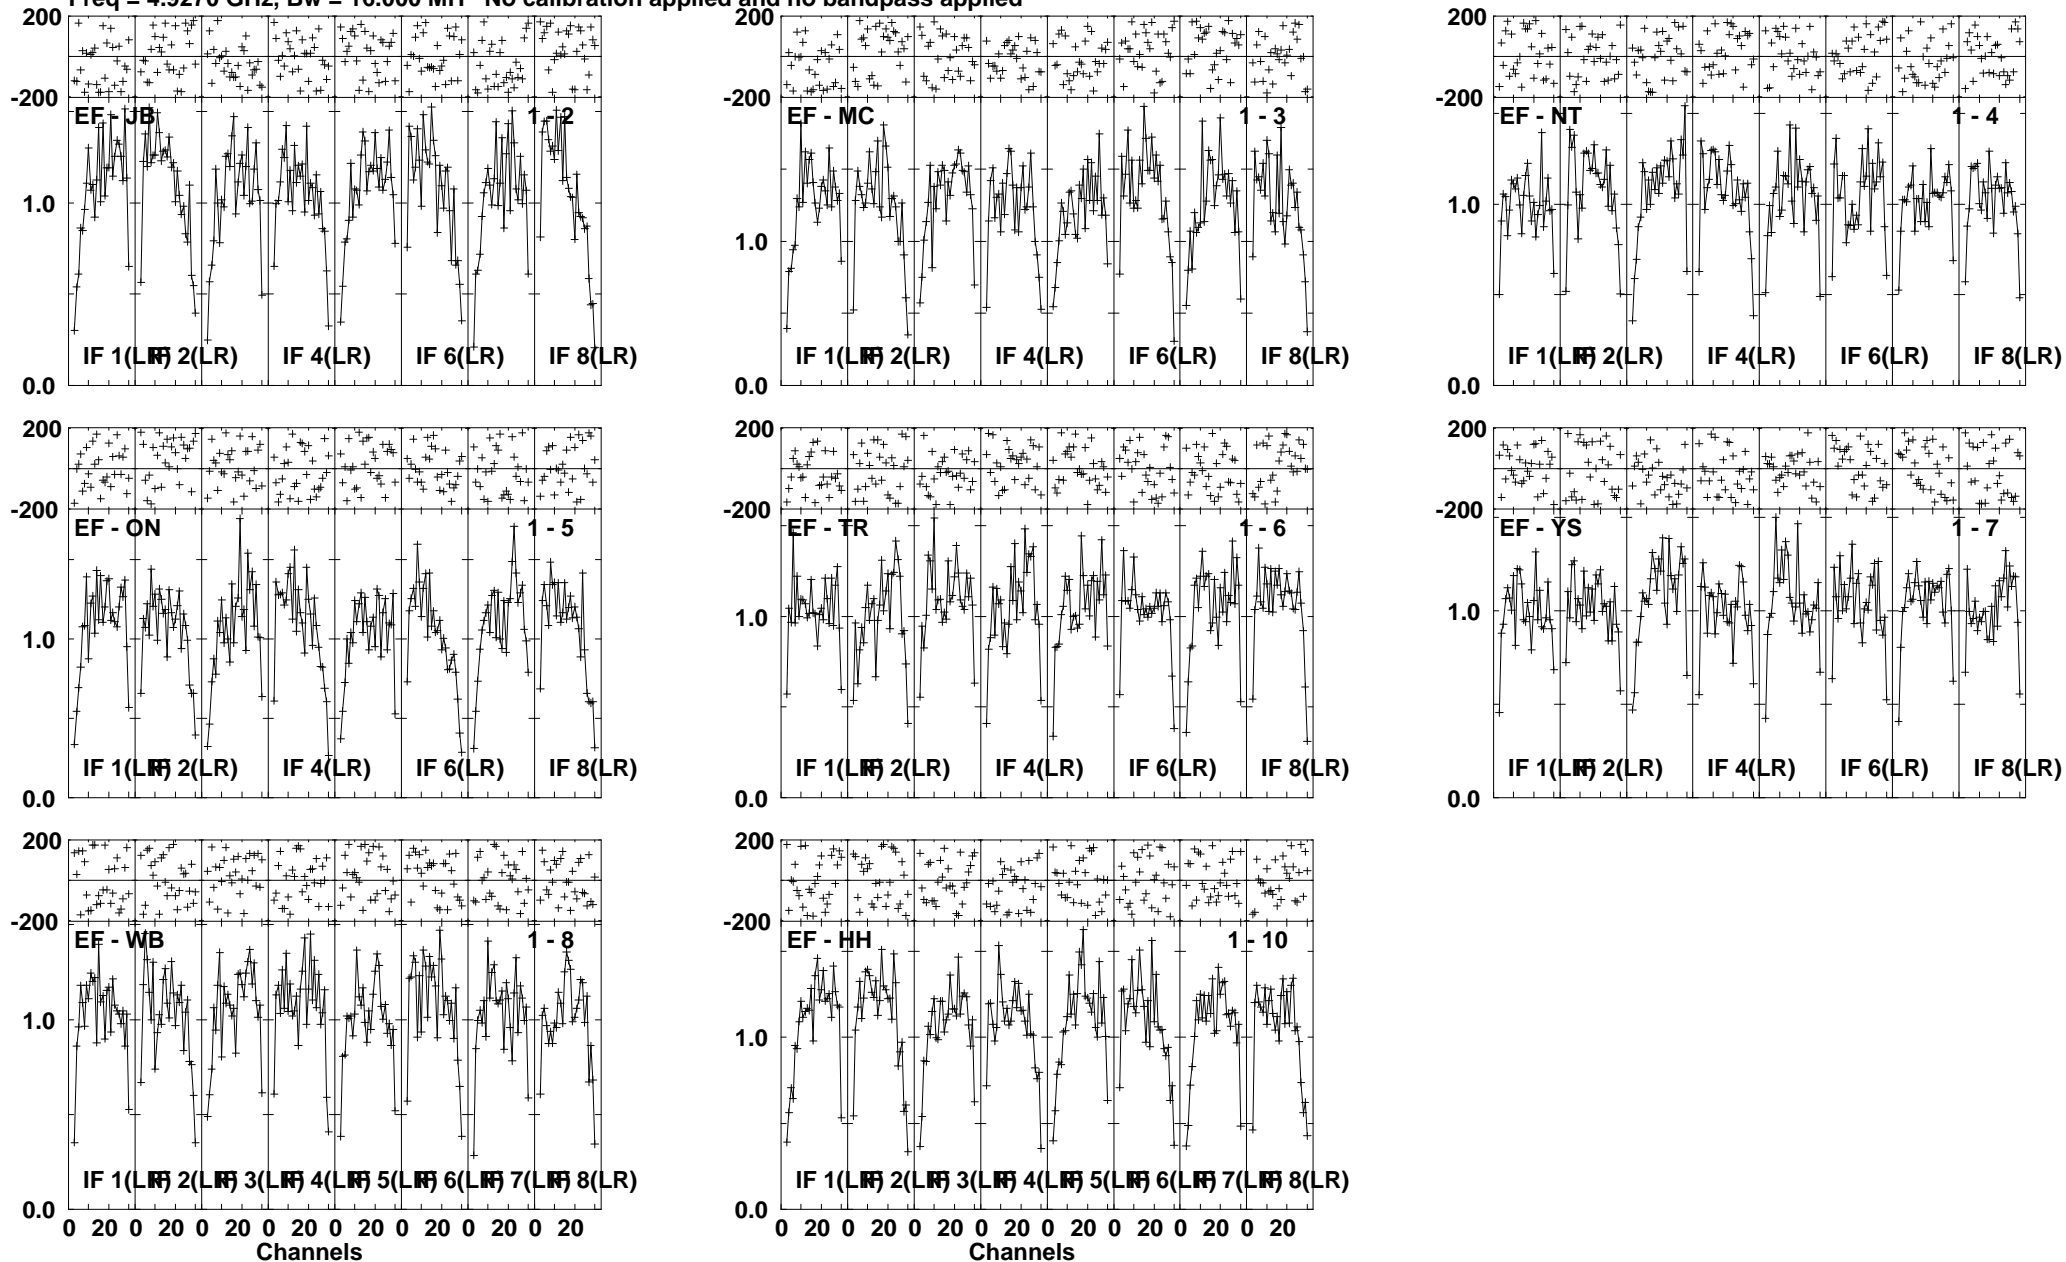 Freq = 4.9270 GHz, Bw = 16.000 MH No calibration applied and no bandpass applied
200
-200
EF - JB 1 - 2
1.0
IF 1(LR) IF 2(LR) IF 4(LR) IF 6(LR) IF 8(LR)
0.0
200
-200
EF - MC 1 - 3
1.0
IF 1(LR) IF 2(LR) IF 4(LR) IF 6(LR) IF 8(LR)
0.0
200
-200
EF - NT 1 - 4
1.0
IF 1(LR) IF 2(LR) IF 4(LR) IF 6(LR) IF 8(LR)
0.0
200
-200
EF - ON 1 - 5
1.0
IF 1(LR) IF 2(LR) IF 4(LR) IF 6(LR) IF 8(LR)
0.0
200
-200
EF - TR 1 - 6
1.0
IF 1(LR) IF 2(LR) IF 4(LR) IF 6(LR) IF 8(LR)
0.0
200
-200
EF - YS 1 - 7
1.0
IF 1(LR) IF 2(LR) IF 4(LR) IF 6(LR) IF 8(LR)
0.0
200
-200
EF - WB 1 - 8
1.0
IF 1(LR) IF 2(LR) IF 3(LR) IF 4(LR) IF 5(LR) IF 6(LR) IF 7(LR) IF 8(LR)
0.0
0 20 0 20 0 20 0 20 0 20 0 20 0 20 0 20
Channels
200
-200
EF - HH 1 - 10
1.0
IF 1(LR) IF 2(LR) IF 3(LR) IF 4(LR) IF 5(LR) IF 6(LR) IF 7(LR) IF 8(LR)
0.0
0 20 0 20 0 20 0 20 0 20 0 20 0 20 0 20
Channels